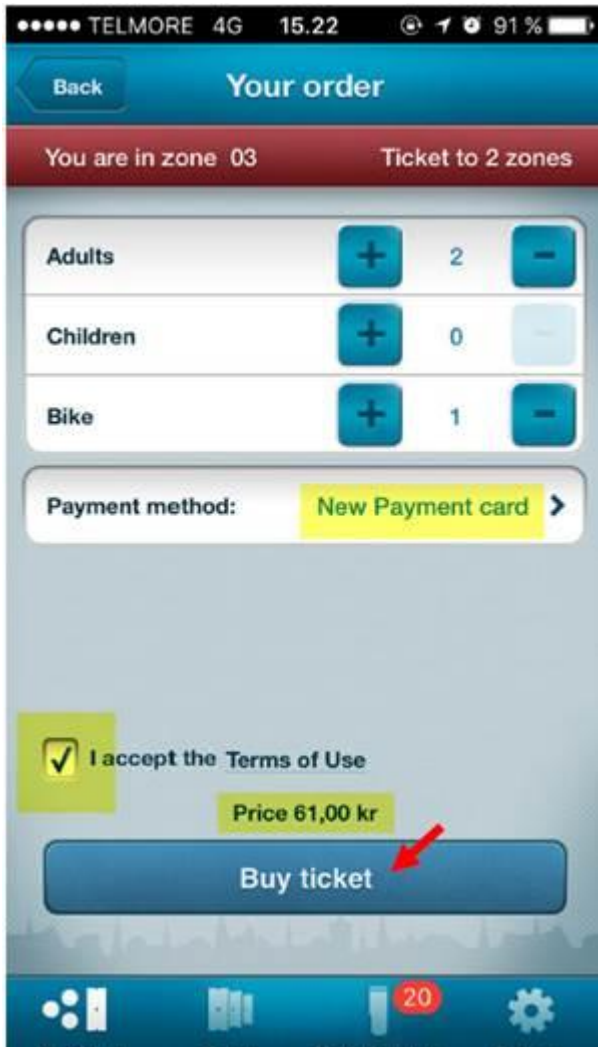 TELMORE 4G 15.22 91 %
Back Your order
You are in zone 03 Ticket to 2 zones
Adults + 2 -
Children + 0 -
Bike + 1 -
Payment method: New Payment card >
I accept the Terms of Use
Price 61,00 kr
Buy ticket
20